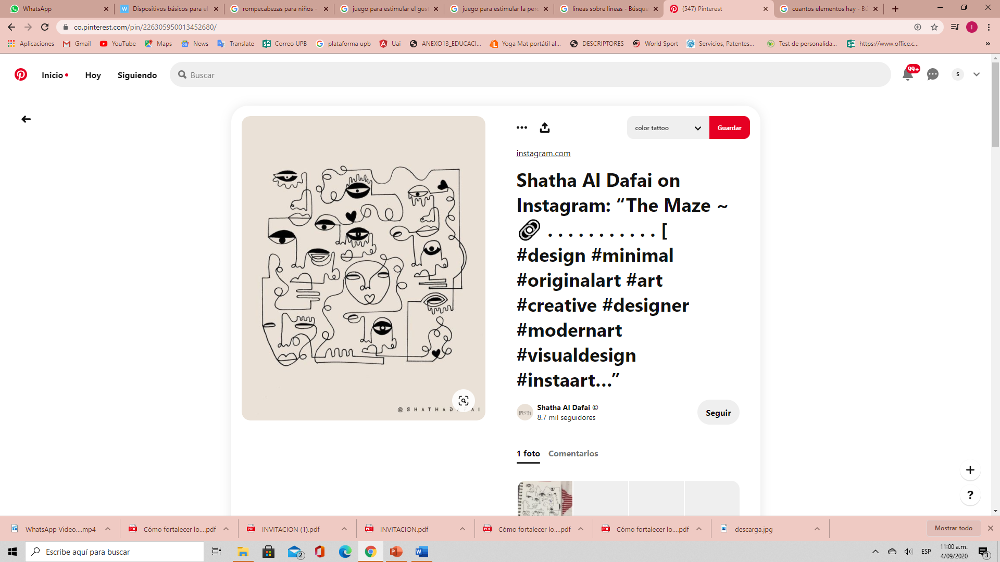 WhatsApp
Dispositivos básicos para el
rompecabezas para niños -
juego para estimular el gust
juego para estimular la perc
lineas sobre lineas - Búsque
(547) Pinterest
cuantos elementos hay - Bú
co.pinterest.com/pin/226305950013452680/
I
Aplicaciones
Gmail
YouTube
Maps
News
Translate
Correo UPB
plataforma upb
Uai
ANEXO13_EDUCACI...
Yoga Mat portátil al...
DESCRIPTORES
World Sport
Servicios, Patentes...
Test de personalida...
https://www.office.c...
»
Inicio
Hoy
Siguiendo
Buscar
99+
S
color tattoo
Guardar
instagram.com
Shatha Al Dafai on
Instagram: “The Maze ~
🔗 . . . . . . . . . . . [
#design #minimal
#originalart #art
#creative #designer
#modernart
#visualdesign
#instaart…”
Shatha Al Dafai ©
8.7 mil seguidores
Seguir
1 foto
Comentarios
+
?
WhatsApp Video....mp4
Cómo fortalecer lo....pdf
INVITACION (1).pdf
INVITACION.pdf
Cómo fortalecer lo....pdf
Cómo fortalecer lo....pdf
descarga.jpg
Mostrar todo
Escribe aquí para buscar
2
ESP
11:00 a.m.
4/09/2020
3